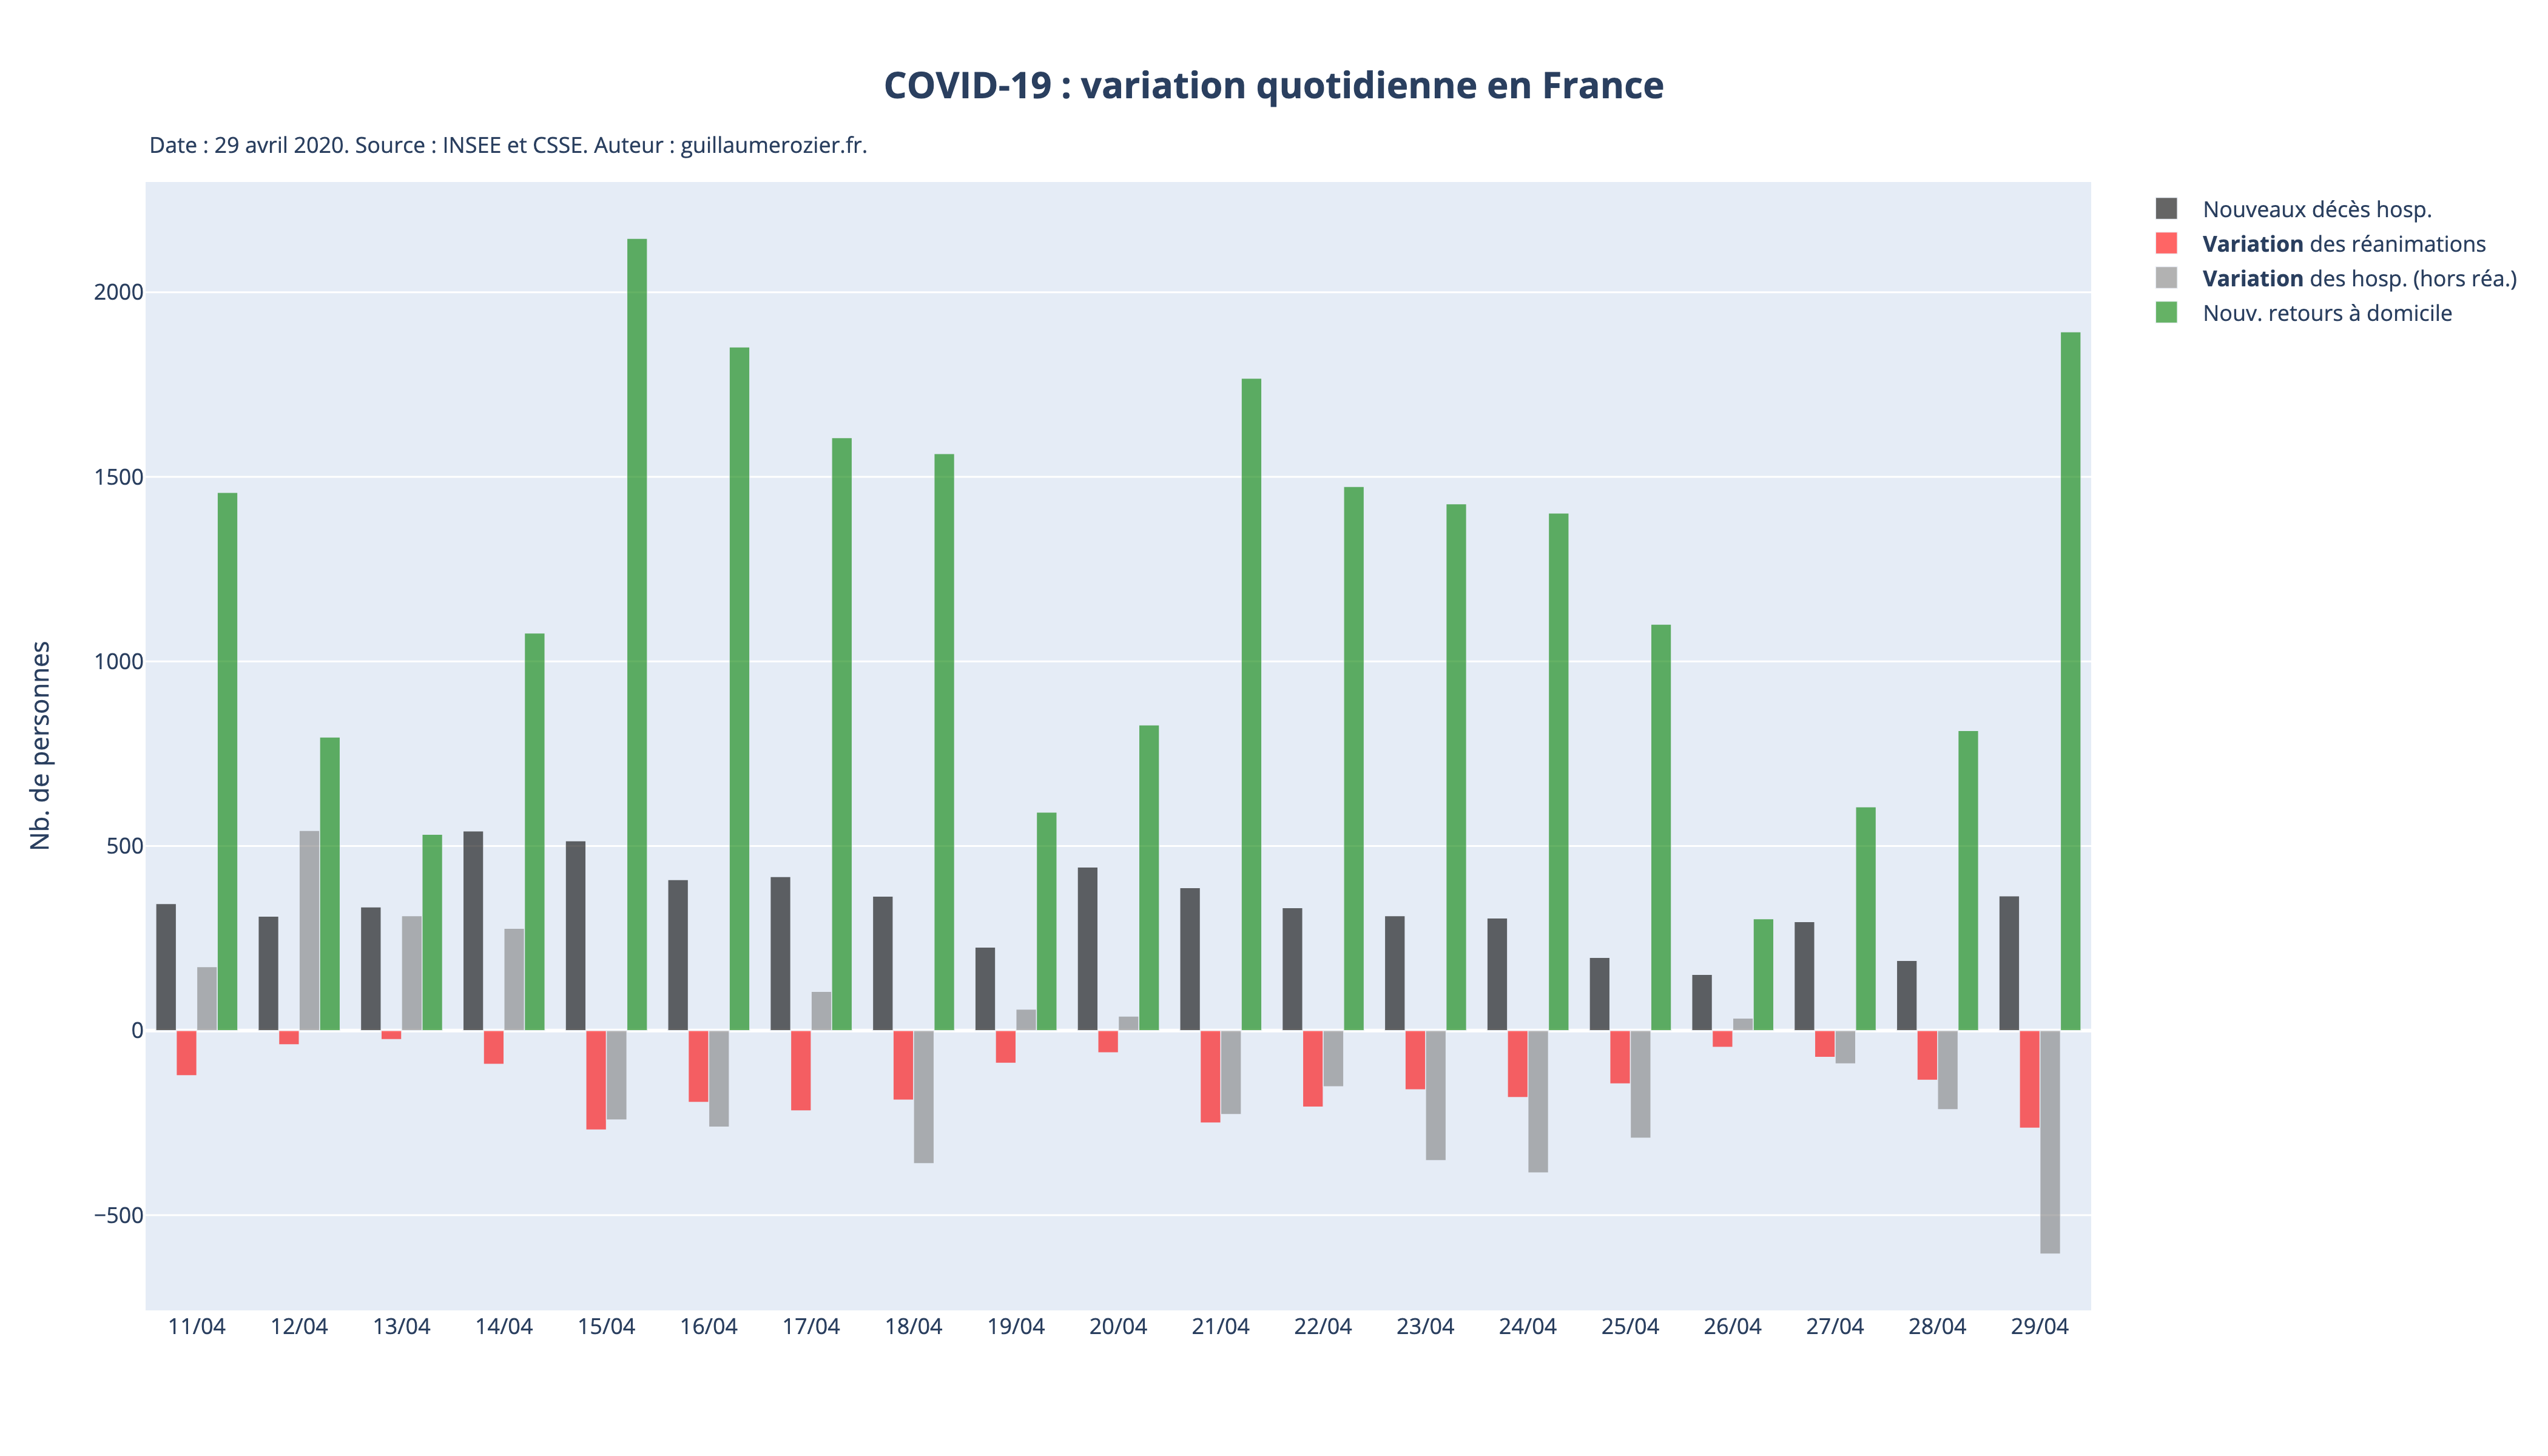 COVID-19 : variation quotidienne en France
Date : 29 avril 2020. Source : INSEE et CSSE. Auteur : guillaumerozier.fr.
Nouveaux décès hosp.
Variation des réanimations
Variation des hosp. (hors réa.)
Nouv. retours à domicile
Nb. de personnes
2000
1500
1000
500
0
−500
11/04 12/04 13/04 14/04 15/04 16/04 17/04 18/04 19/04 20/04 21/04 22/04 23/04 24/04 25/04 26/04 27/04 28/04 29/04